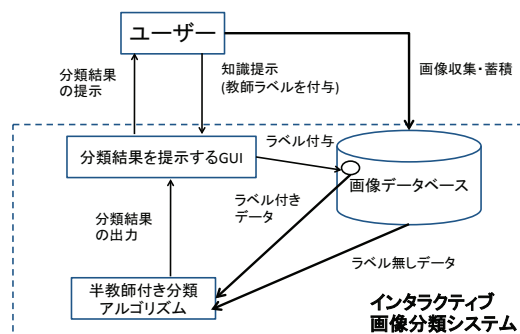 ユーザー
分類結果
の提示
知識提示
(教師ラベルを付与)
画像収集・蓄積
分類結果を提示するGUI
ラベル付与
画像データベース
ラベル付き
データ
分類結果
の出力
ラベル無しデータ
半教師付き分類
アルゴリズム
インタラクティブ
画像分類システム